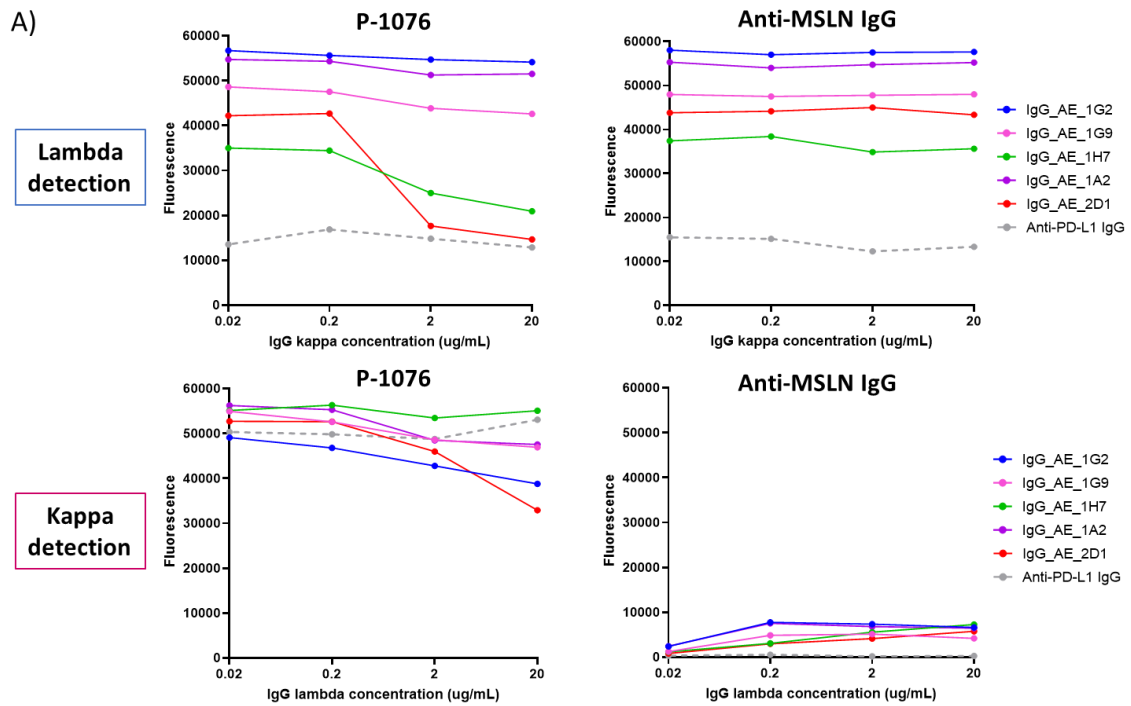 A)
P-1076
Anti-MSLN IgG
Lambda
detection
Fluorescence
60000
50000
40000
30000
20000
10000
0
0.02
0.2
2
20
IgG kappa concentration (ug/mL)
Fluorescence
60000
50000
40000
30000
20000
10000
0
0.02
0.2
2
20
IgG kappa concentration (ug/mL)
IgG_AE_1G2
IgG_AE_1G9
IgG_AE_1H7
IgG_AE_1A2
IgG_AE_2D1
Anti-PD-L1 IgG
P-1076
Anti-MSLN IgG
Kappa
detection
Fluorescence
60000
50000
40000
30000
20000
10000
0
0.02
0.2
2
20
IgG lambda concentration (ug/mL)
Fluorescence
60000
50000
40000
30000
20000
10000
0
0.02
0.2
2
20
IgG lambda concentration (ug/mL)
IgG_AE_1G2
IgG_AE_1G9
IgG_AE_1H7
IgG_AE_1A2
IgG_AE_2D1
Anti-PD-L1 IgG